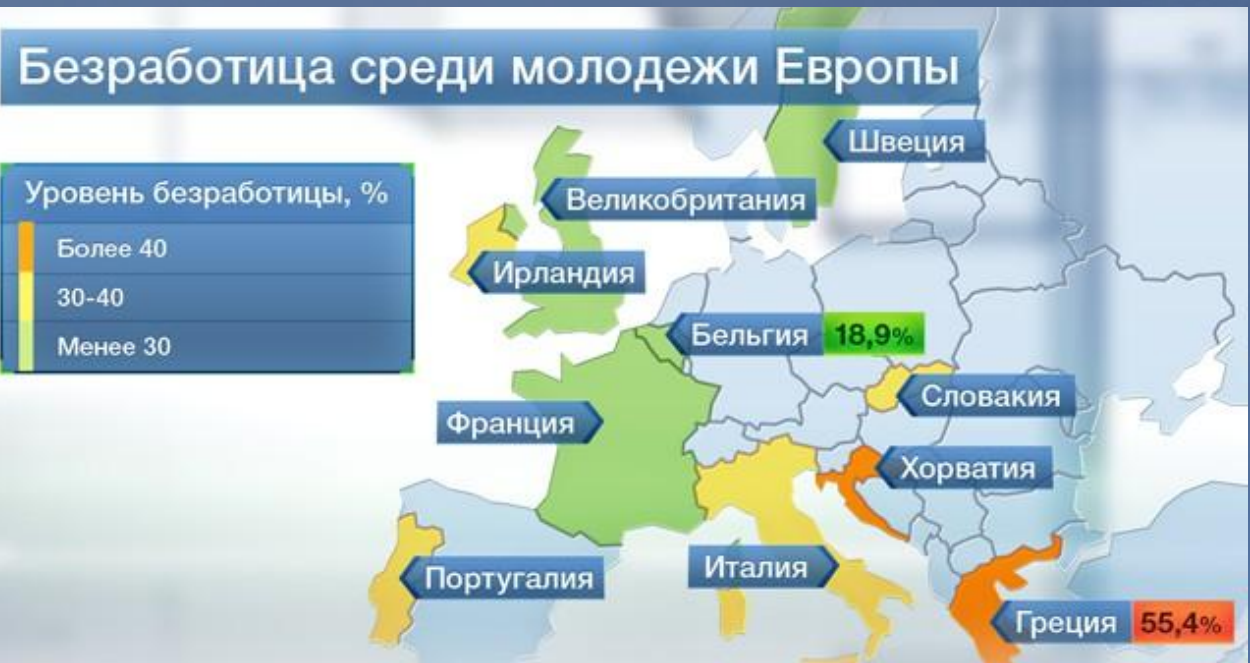 Безработица среди молодежи Европы
Уровень безработицы, %
Более 40
30-40
Менее 30
Швеция
Великобритания
Ирландия
Бельгия 18,9%
Словакия
Франция
Хорватия
Италия
Португалия
Греция 55,4%